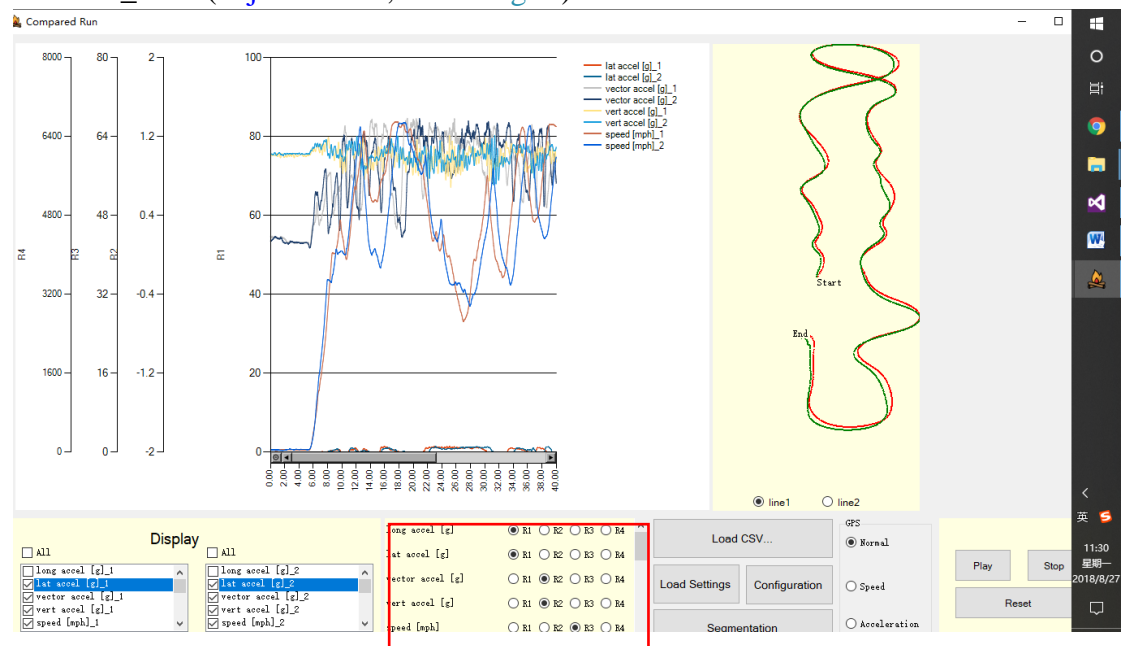 Compared Run
8000 80 2 100
6400 64 1.2 80
4800 48 0.4 60
R4 R3 R2 R1
3200 32 -0.4 40
1600 16 -1.2 20
0 0 -2 0
0.00 2.00 4.00 6.00 8.00 10.00 12.00 14.00 16.00 18.00 20.00 22.00 24.00 26.00 28.00 30.00 32.00 34.00 36.00 38.00 40.00
lat accel [g]_1
lat accel [g]_2
vector accel [g]_1
vector accel [g]_2
vert accel [g]_1
vert accel [g]_2
speed [mph]_1
speed [mph]_2
Start
End
line1 line2
Display
All All
long accel [g]_1
lat accel [g]_1
vector accel [g]_1
vert accel [g]_1
speed [mph]_1
long accel [g]_2
lat accel [g]_2
vector accel [g]_2
vert accel [g]_2
speed [mph]_2
long accel [g] R1 R2 R3 R4
lat accel [g] R1 R2 R3 R4
vector accel [g] R1 R2 R3 R4
vert accel [g] R1 R2 R3 R4
speed [mph] R1 R2 R3 R4
Load CSV...
Load Settings Configuration
Segmentation
GPS
Normal
Speed
Acceleration
Play Stop
Reset
英
11:30
星期一
2018/8/27